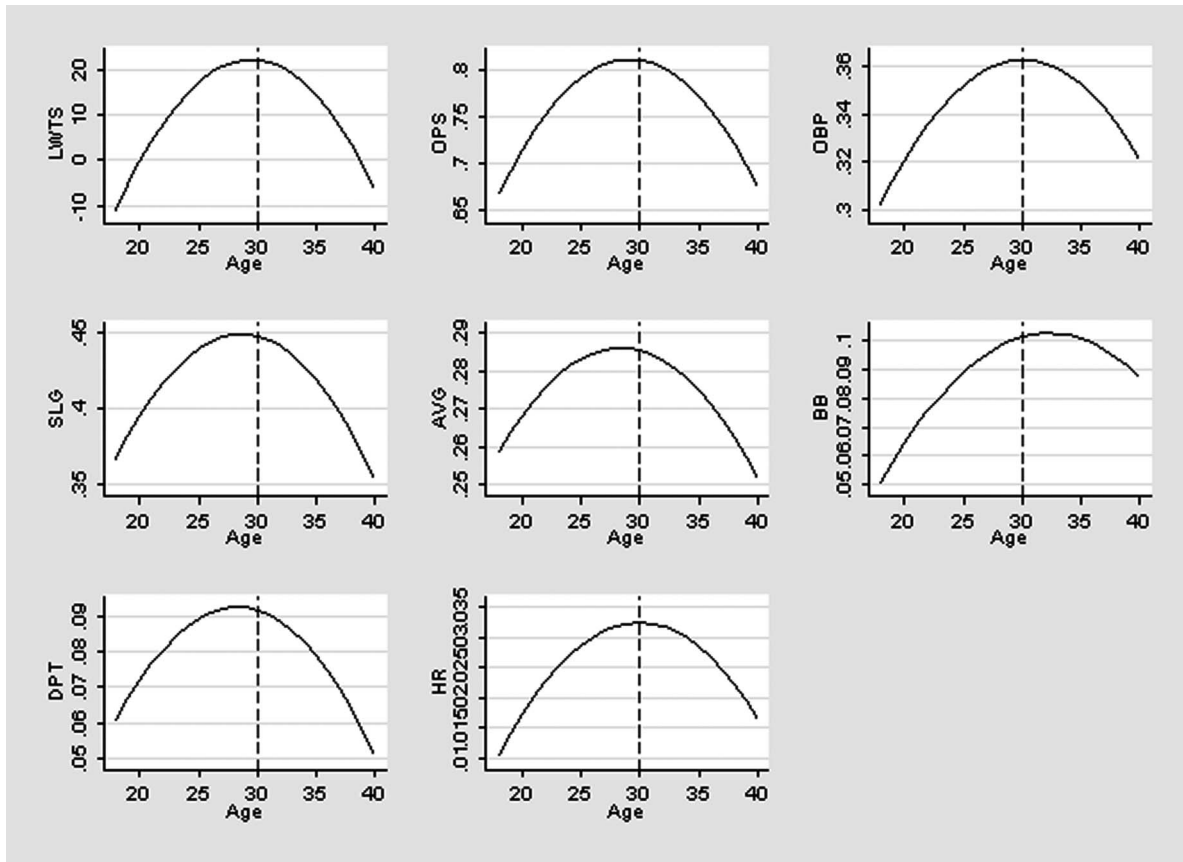 LWTS
20
10
0
-10
20 25 30 35 40
Age
OPS
.8
.75
.7
.65
20 25 30 35 40
Age
OBP
.36
.34
.32
.3
20 25 30 35 40
Age
SLG
.45
.4
.35
20 25 30 35 40
Age
AVG
.29
.28
.27
.26
.25
20 25 30 35 40
Age
BB
.05.06.07.08.09 .1
20 25 30 35 40
Age
DPT
.05 .06 .07 .08 .09
20 25 30 35 40
Age
HR
.01.015.02.025.03.035
20 25 30 35 40
Age